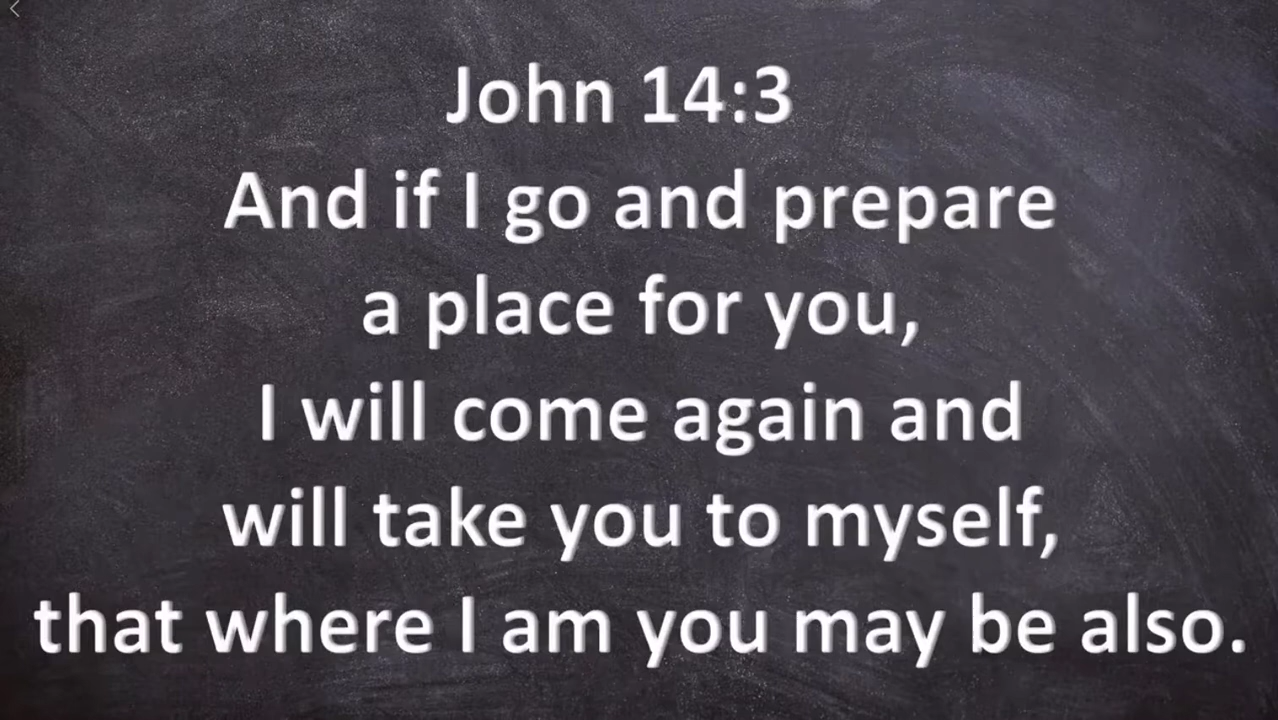 John 14:3
And if I go and prepare
a place for you,
I will come again and
will take you to myself,
that where I am you may be also.